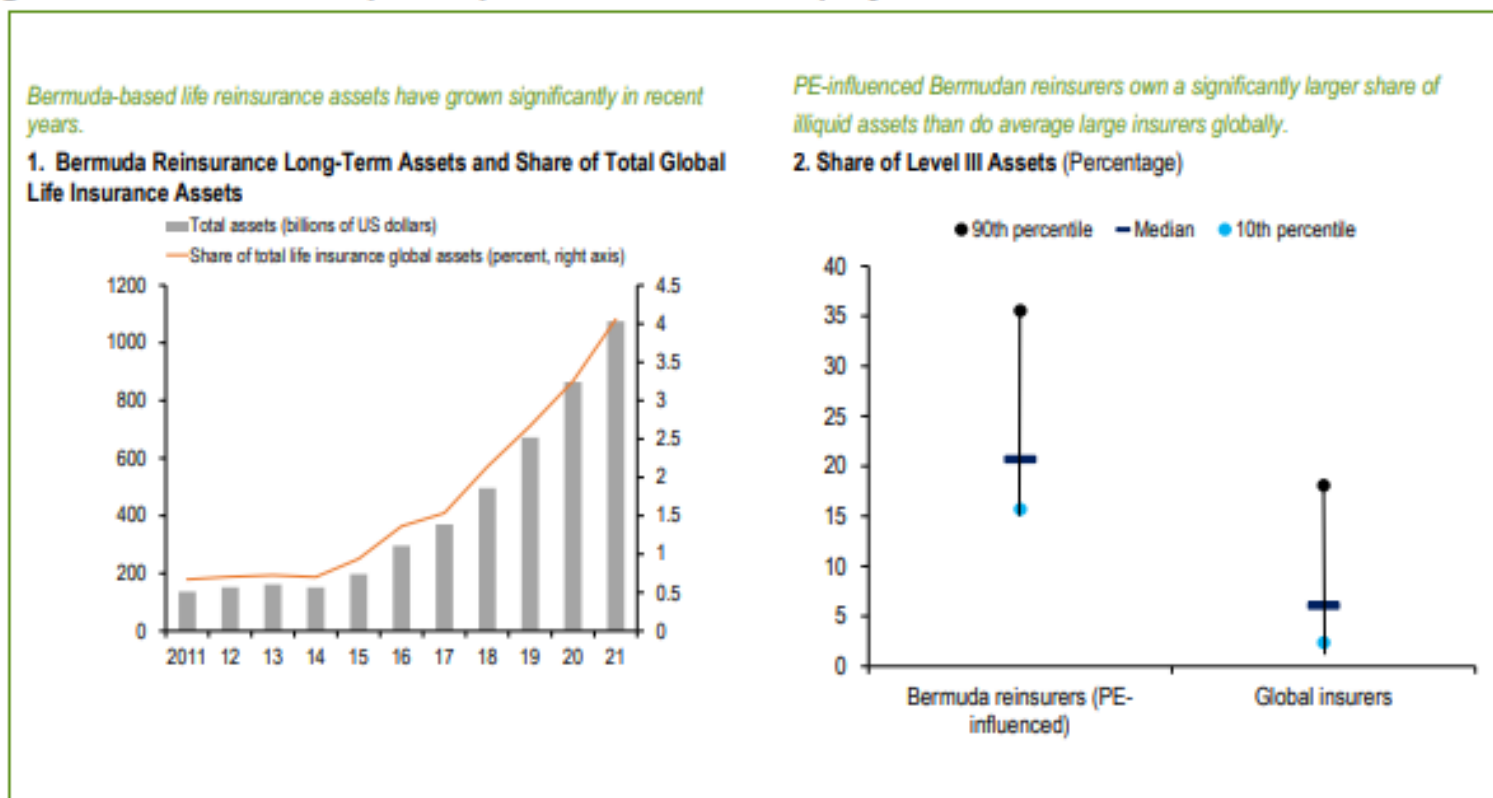 Bermuda-based life reinsurance assets have grown significantly in recent
years.
1. Bermuda Reinsurance Long-Term Assets and Share of Total Global
Life Insurance Assets
Total assets (billions of US dollars)
Share of total life insurance global assets (percent, right axis)
1200
1000
800
600
400
200
0
4.5
4
3.5
3
2.5
2
1.5
1
0.5
0
2011 12 13 14 15 16 17 18 19 20 21
PE-influenced Bermudan reinsurers own a significantly larger share of
illiquid assets than do average large insurers globally.
2. Share of Level III Assets (Percentage)
90th percentile Median 10th percentile
40
35
30
25
20
15
10
5
0
Bermuda reinsurers (PE-
influenced)
Global insurers